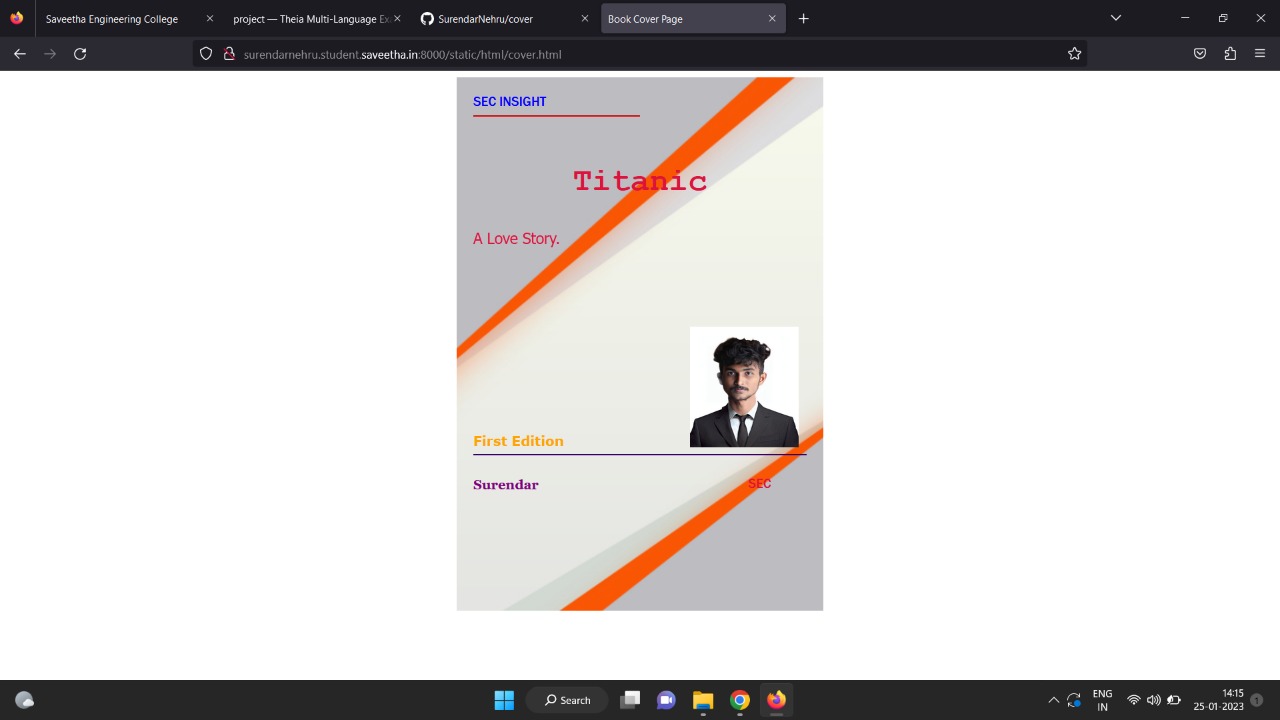 Saveetha Engineering College
project — Theia Multi-Language Ex
SurendarNehru/cover
Book Cover Page
surendarnehru.student.saveetha.in:8000/static/html/cover.html
SEC INSIGHT
Titanic
A Love Story.
First Edition
Surendar SEC
Search
ENG
IN
14:15
25-01-2023
1